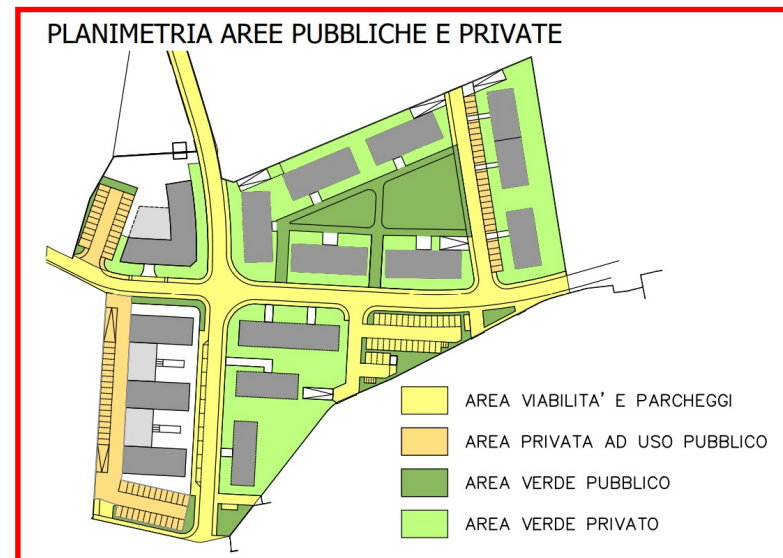 PLANIMETRIA AREE PUBBLICHE E PRIVATE
AREA VIABILITA' E PARCHEGGI
AREA PRIVATA AD USO PUBBLICO
AREA VERDE PUBBLICO
AREA VERDE PRIVATO